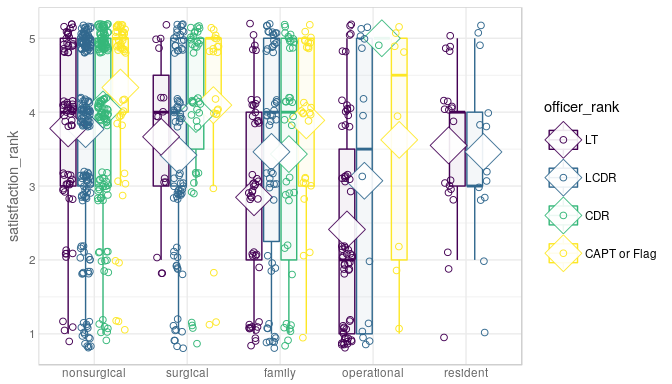 satisfaction_rank
5
4
3
2
1
nonsurgical surgical family operational resident
officer_rank
LT
LCDR
CDR
CAPT or Flag